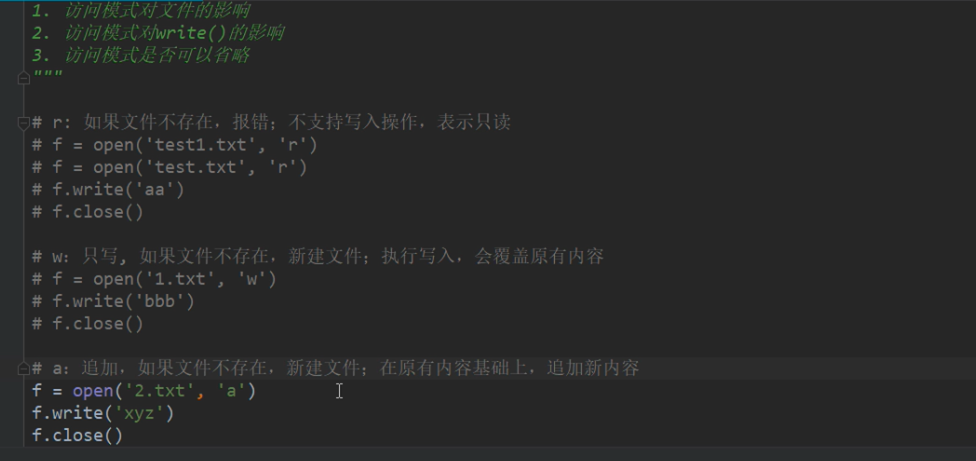 1. 访问模式对文件的影响
2. 访问模式对write()的影响
3. 访问模式是否可以省略
"""
# r: 如果文件不存在，报错；不支持写入操作，表示只读
# f = open('test1.txt', 'r')
# f = open('test.txt', 'r')
# f.write('aa')
# f.close()
# w: 只写, 如果文件不存在，新建文件；执行写入，会覆盖原有内容
# f = open('1.txt', 'w')
# f.write('bbb')
# f.close()
# a: 追加，如果文件不存在，新建文件；在原有内容基础上，追加新内容
f = open('2.txt', 'a')
f.write('xyz')
f.close()